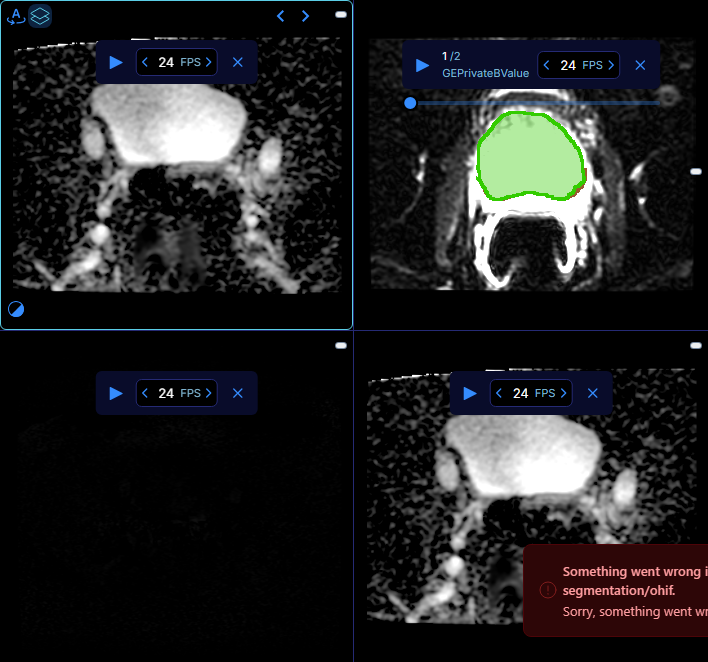 A
24 FPS
1 /2
GEPrivateBValue
24 FPS
24 FPS
24 FPS
Something went wrong i
segmentation/ohif.
Sorry, something went wr